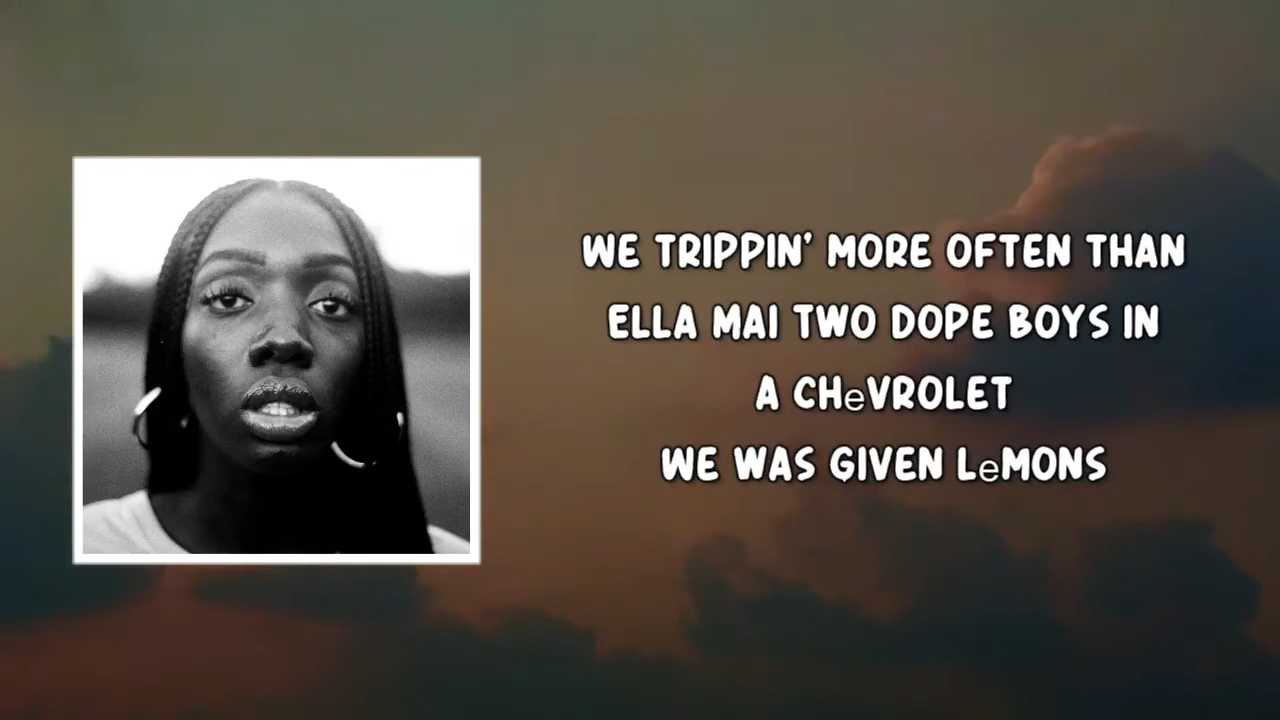 WE TRIPPIN' MORE OFTEN THAN
ELLA MAI TWO DOPE BOYS IN
A CHeVROLET
WE WAS GIVEN LeMONS